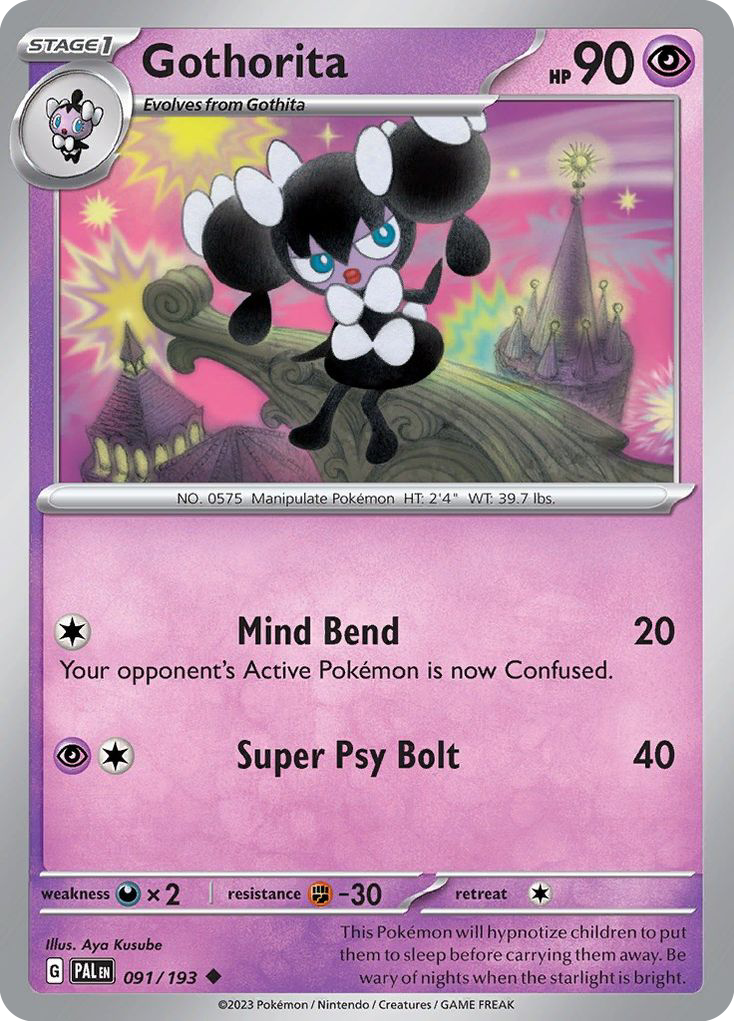 STAGE1
Gothorita
HP 90
Evolves from Gothita
NO. 0575 Manipulate Pokémon HT: 2'4" WT: 39.7 lbs.
Mind Bend 20
Your opponent's Active Pokémon is now Confused.
Super Psy Bolt 40
weakness ×2 resistance -30 retreat
Illus. Aya Kusube
G PAL EN 091/193
This Pokémon will hypnotize children to put
them to sleep before carrying them away. Be
wary of nights when the starlight is bright.
©2023 Pokémon / Nintendo / Creatures / GAME FREAK